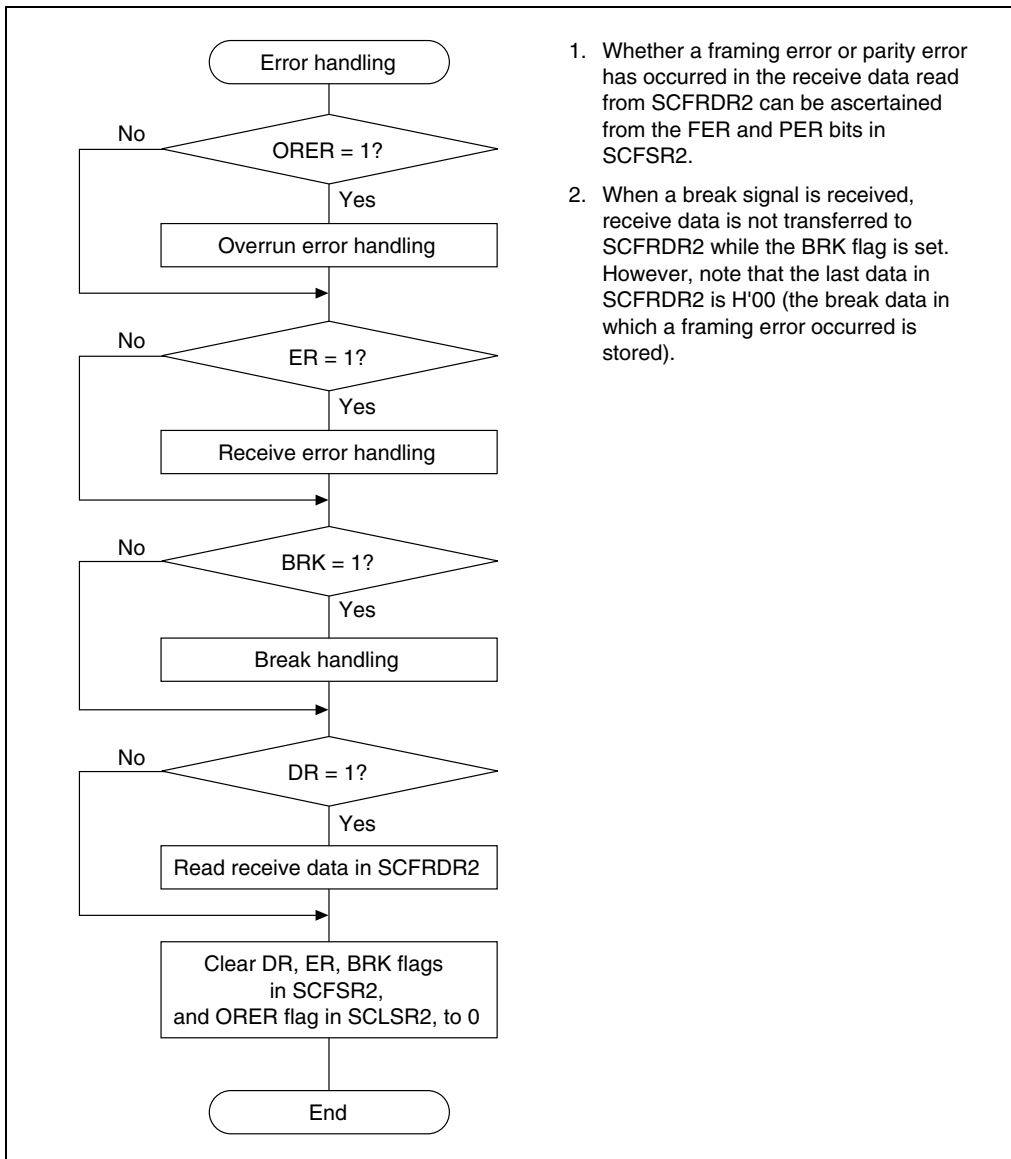 Error handling
No
ORER = 1?
Yes
Overrun error handling
No
ER = 1?
Yes
Receive error handling
No
BRK = 1?
Yes
Break handling
No
DR = 1?
Yes
Read receive data in SCFRDR2
Clear DR, ER, BRK flags
in SCFSR2,
and ORER flag in SCLSR2, to 0
End
1. Whether a framing error or parity error
has occurred in the receive data read
from SCFRDR2 can be ascertained
from the FER and PER bits in
SCFSR2.
2. When a break signal is received,
receive data is not transferred to
SCFRDR2 while the BRK flag is set.
However, note that the last data in
SCFRDR2 is H'00 (the break data in
which a framing error occurred is
stored).